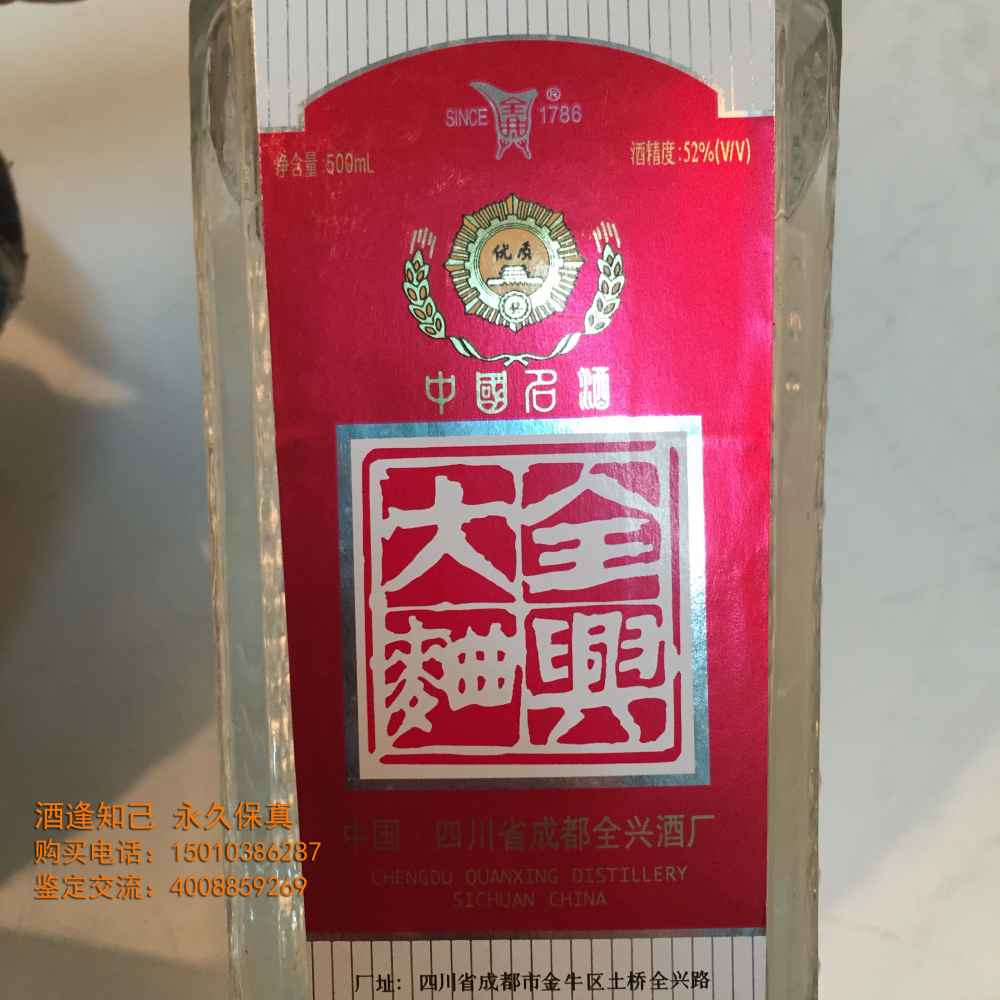 SINCE 全興 ® 1786
净含量:500mL 酒精度:52%(V/V)
优质
中國名酒
全興
大麯
中国 四川省成都全兴酒厂
CHENGDU QUANXING DISTILLERY
SICHUAN CHINA
厂址: 四川省成都市金牛区土桥全兴路
酒逢知己 永久保真
购买电话: 15010386287
鉴定交流: 4008859269